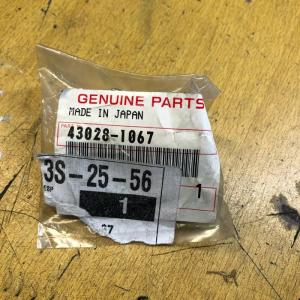 GENUINE PARTS
MADE IN JAPAN
43028-1067
1
3S-25-56
1